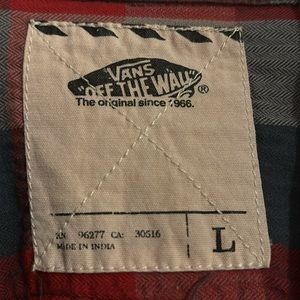 VANS
"OFF THE WALL"®
The original since 1966.
RN 96277 CA: 30516
MADE IN INDIA
L